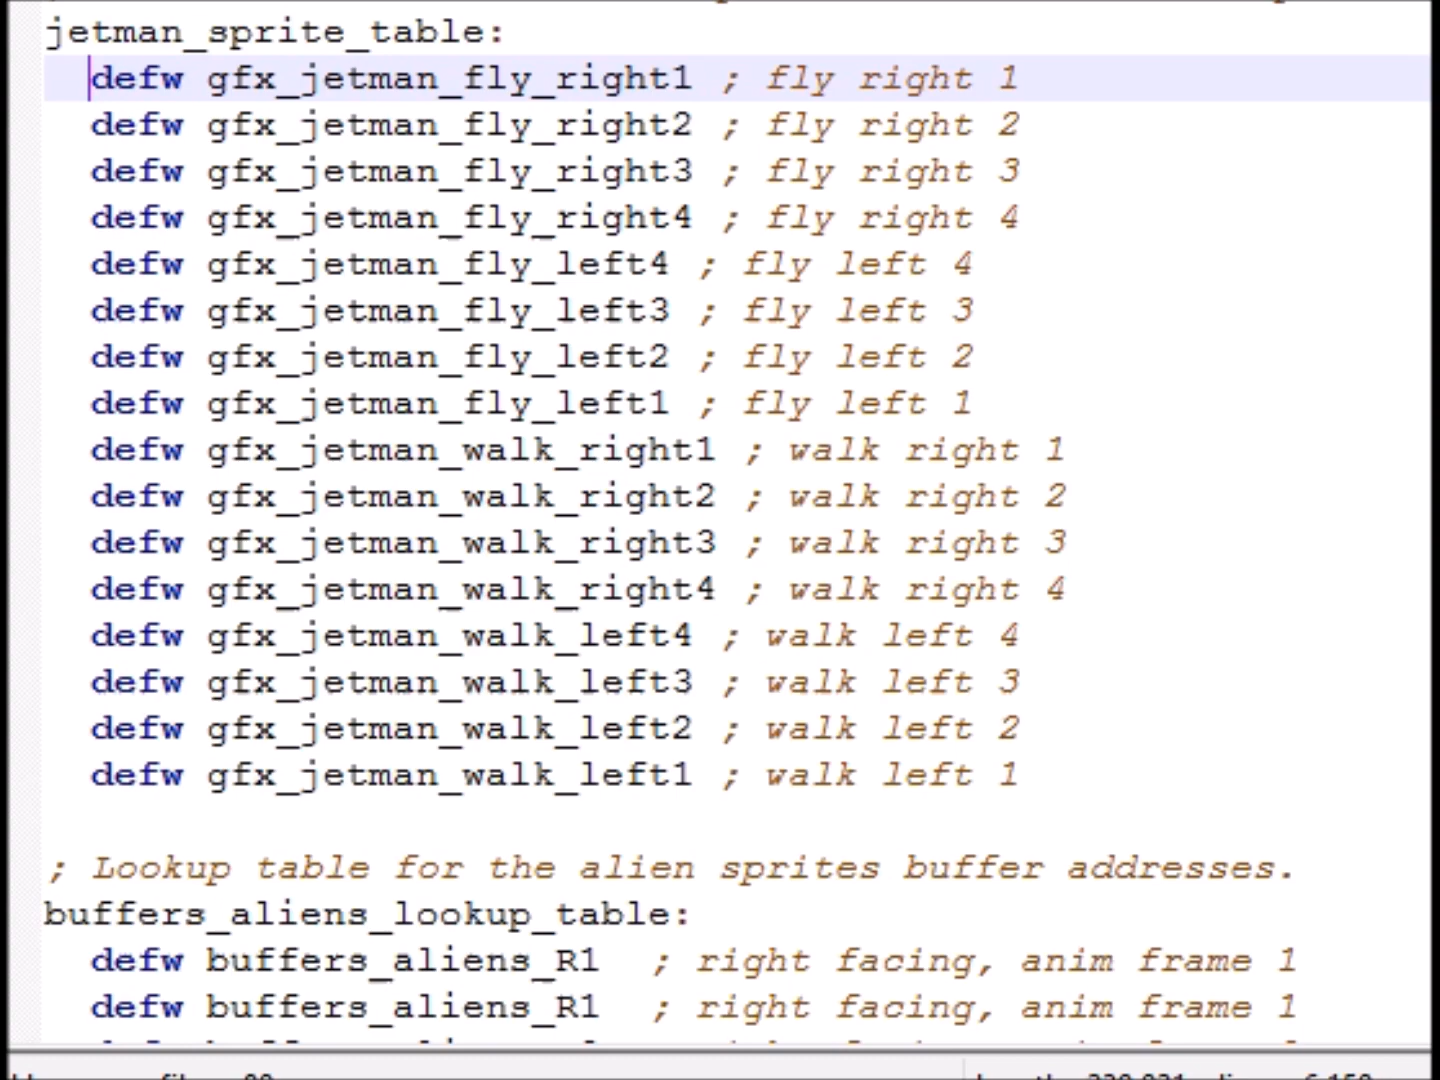 jetman_sprite_table:
defw gfx_jetman_fly_right1 ; fly right 1
defw gfx_jetman_fly_right2 ; fly right 2
defw gfx_jetman_fly_right3 ; fly right 3
defw gfx_jetman_fly_right4 ; fly right 4
defw gfx_jetman_fly_left4 ; fly left 4
defw gfx_jetman_fly_left3 ; fly left 3
defw gfx_jetman_fly_left2 ; fly left 2
defw gfx_jetman_fly_left1 ; fly left 1
defw gfx_jetman_walk_right1 ; walk right 1
defw gfx_jetman_walk_right2 ; walk right 2
defw gfx_jetman_walk_right3 ; walk right 3
defw gfx_jetman_walk_right4 ; walk right 4
defw gfx_jetman_walk_left4 ; walk left 4
defw gfx_jetman_walk_left3 ; walk left 3
defw gfx_jetman_walk_left2 ; walk left 2
defw gfx_jetman_walk_left1 ; walk left 1
; Lookup table for the alien sprites buffer addresses.
buffers_aliens_lookup_table:
defw buffers_aliens_R1 ; right facing, anim frame 1
defw buffers_aliens_R1 ; right facing, anim frame 1